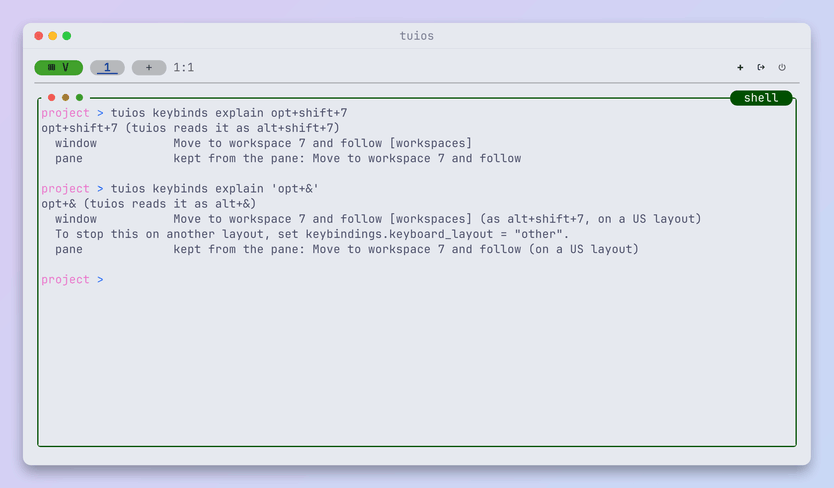 tuios
V 1 + 1:1 +
shell
project > tuios keybinds explain opt+shift+7
opt+shift+7 (tuios reads it as alt+shift+7)
window Move to workspace 7 and follow [workspaces]
pane kept from the pane: Move to workspace 7 and follow
project > tuios keybinds explain 'opt+&'
opt+& (tuios reads it as alt+&)
window Move to workspace 7 and follow [workspaces] (as alt+shift+7, on a US layout)
To stop this on another layout, set keybindings.keyboard_layout = "other".
pane kept from the pane: Move to workspace 7 and follow (on a US layout)
project >